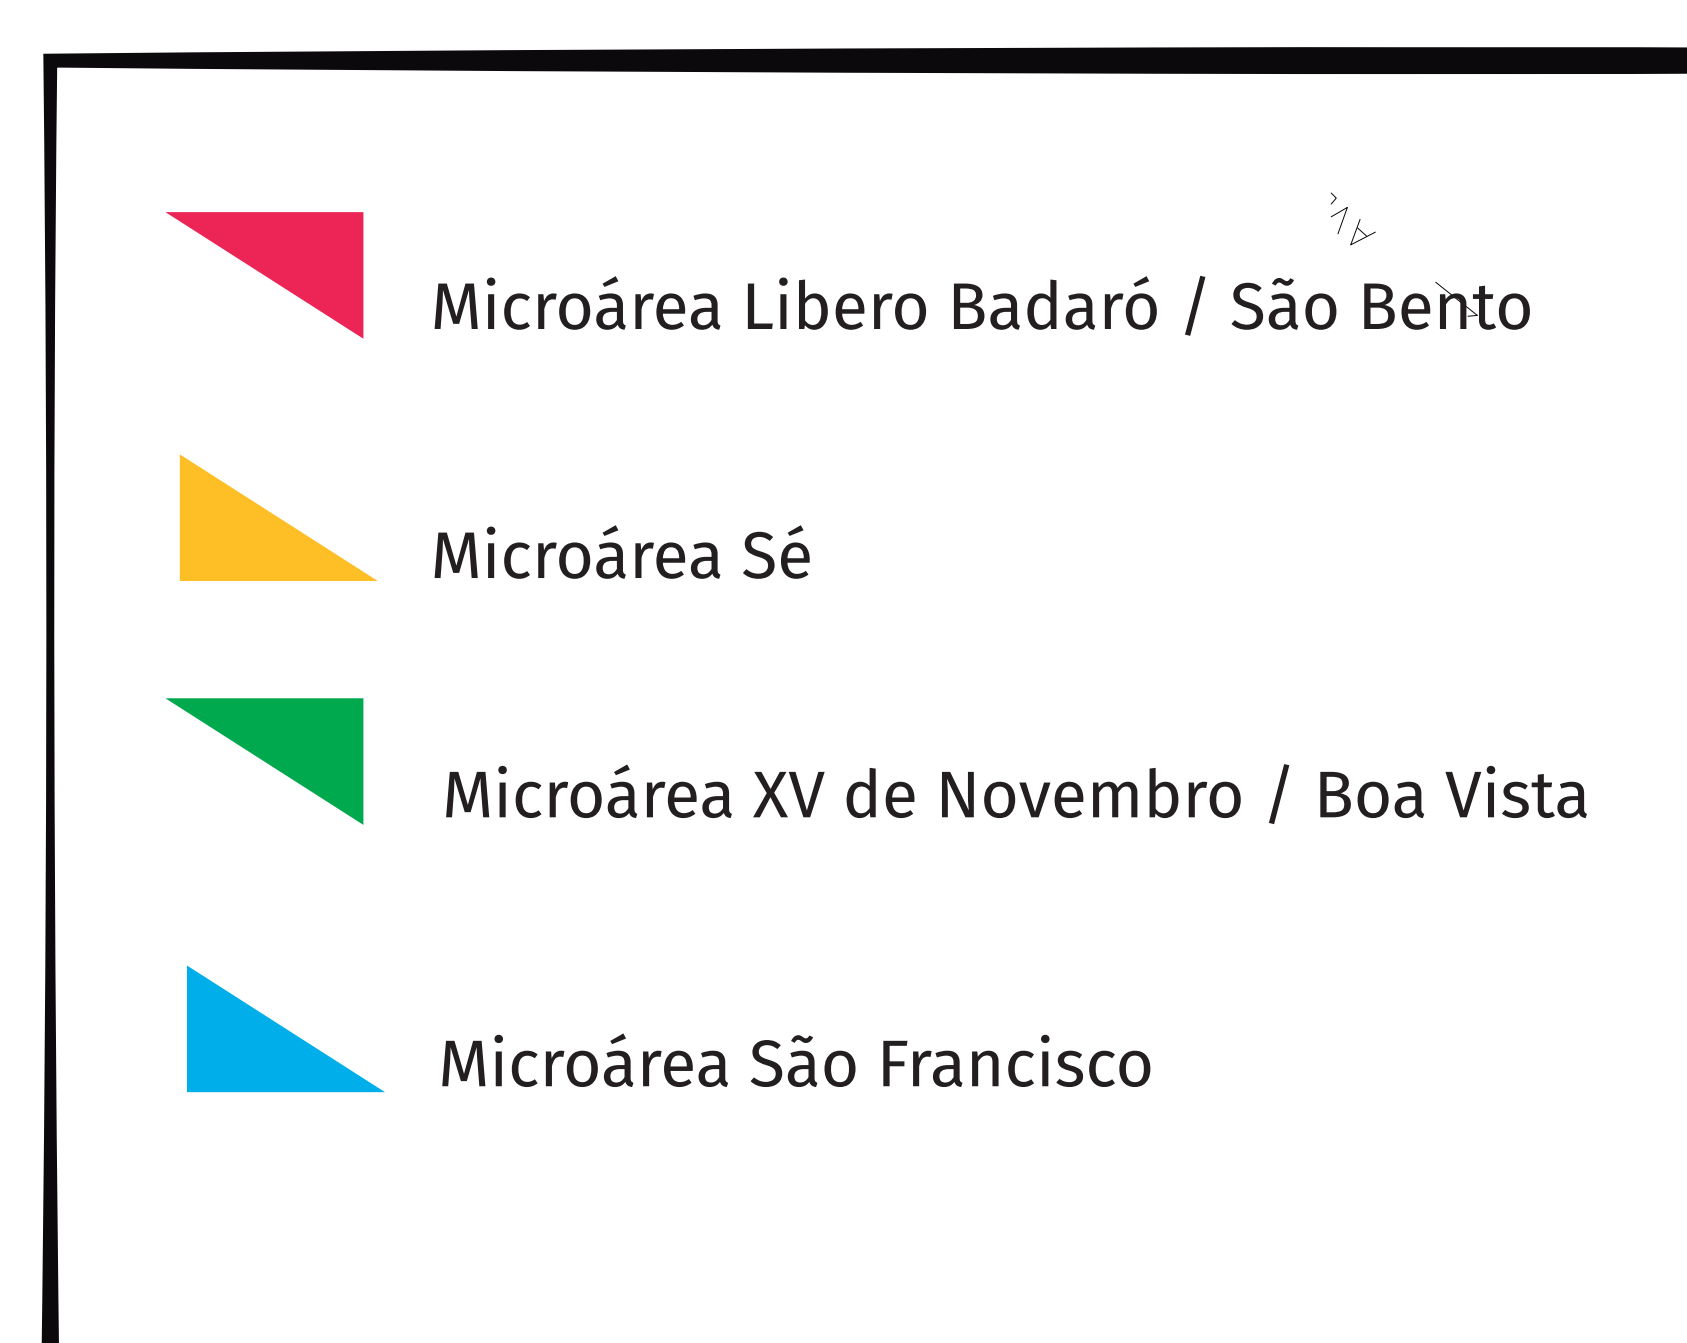 Microárea Libero Badaró / São Bento
Microárea Sé
Microárea XV de Novembro / Boa Vista
Microárea São Francisco